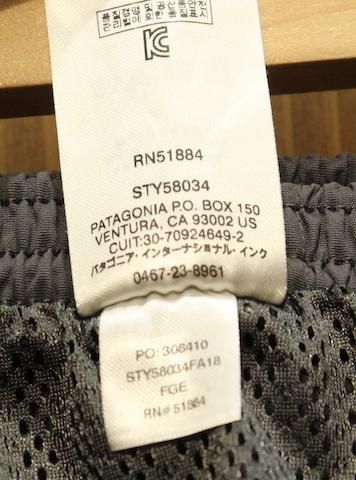 KC
RN51884
STY58034
PATAGONIA P.O. BOX 150
VENTURA, CA 93002 US
CUIT:30-70924649-2
パタゴニア・インターナショナル・インク
0467-23-8961
PO: 308410
STY58034FA18
FGE
RN# 51884